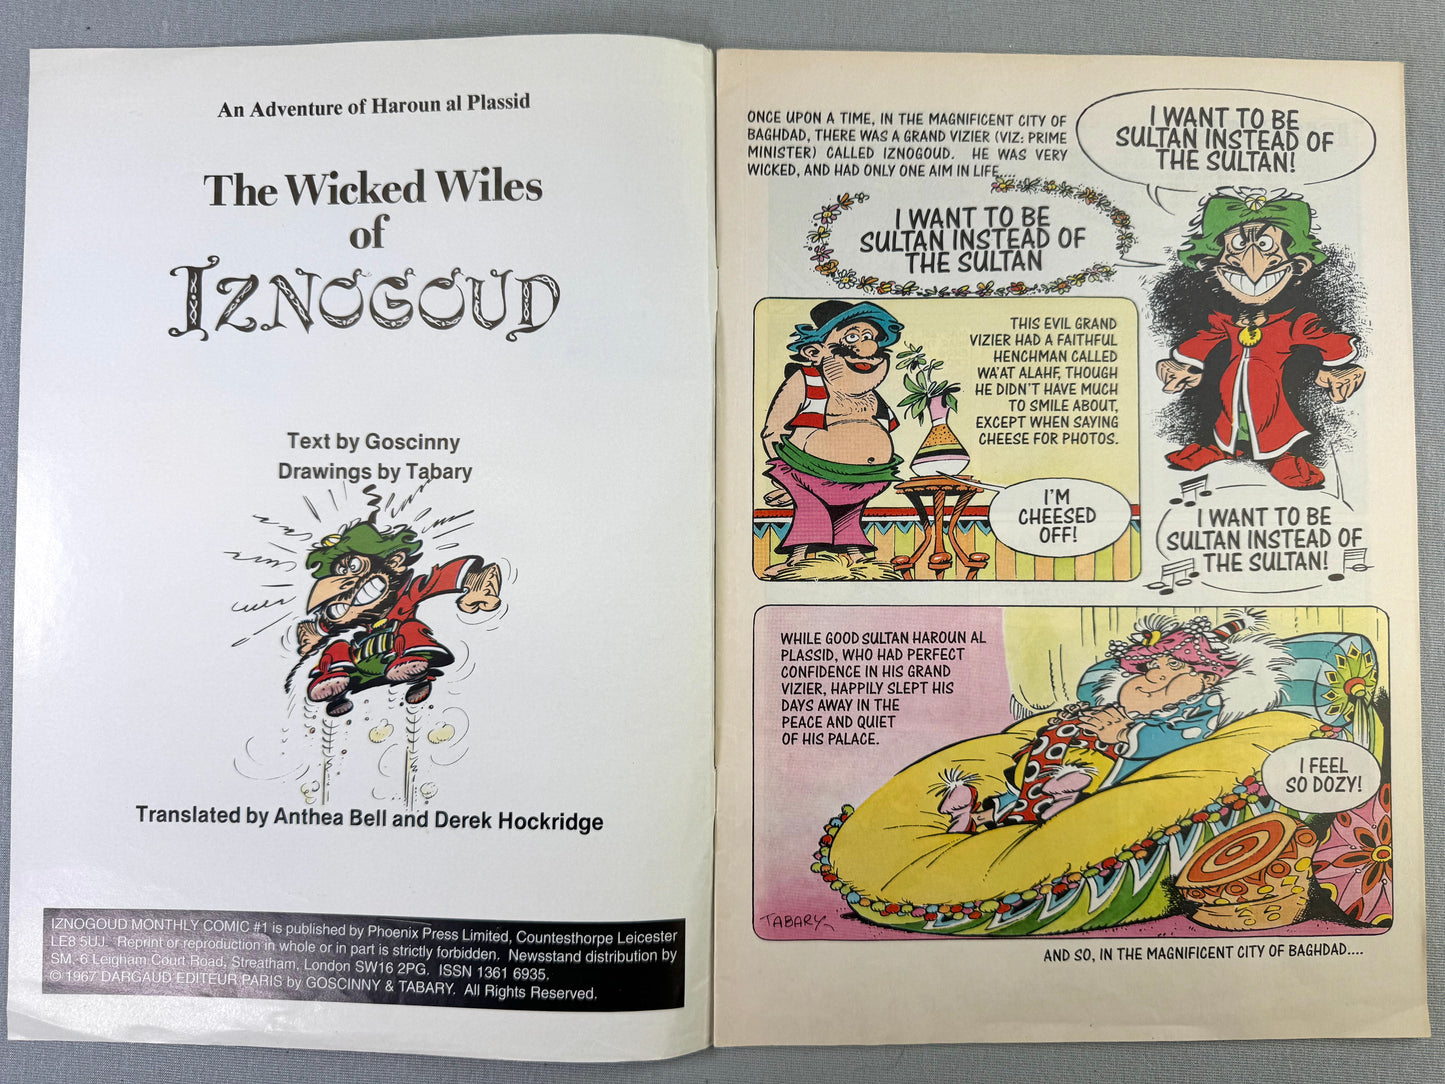 An Adventure of Haroun al Plassid
The Wicked Wiles
of
IZNOGOUD
Text by Goscinny
Drawings by Tabary
Translated by Anthea Bell and Derek Hockridge
IZNOGOUD MONTHLY COMIC #1 is published by Phoenix Press Limited, Countesthorpe Leicester
LE8 5UJ. Reprint or reproduction in whole or in part is strictly forbidden. Newsstand distribution by
SM, 6 Leigham Court Road, Streatham, London SW16 2PG. ISSN 1361 6935.
© 1967 DARGAUD EDITEUR PARIS by GOSCINNY & TABARY. All Rights Reserved.
ONCE UPON A TIME, IN THE MAGNIFICENT CITY OF
BAGHDAD, THERE WAS A GRAND VIZIER (VIZ: PRIME
MINISTER) CALLED IZNOGOUD. HE WAS VERY
WICKED, AND HAD ONLY ONE AIM IN LIFE....
I WANT TO BE
SULTAN INSTEAD OF
THE SULTAN!
I WANT TO BE
SULTAN INSTEAD OF
THE SULTAN
THIS EVIL GRAND
VIZIER HAD A FAITHFUL
HENCHMAN CALLED
WA'AT ALAHF, THOUGH
HE DIDN'T HAVE MUCH
TO SMILE ABOUT,
EXCEPT WHEN SAYING
CHEESE FOR PHOTOS.
I'M
CHEESED
OFF!
I WANT TO BE
SULTAN INSTEAD OF
THE SULTAN!
WHILE GOOD SULTAN HAROUN AL
PLASSID, WHO HAD PERFECT
CONFIDENCE IN HIS GRAND
VIZIER, HAPPILY SLEPT HIS
DAYS AWAY IN THE
PEACE AND QUIET
OF HIS PALACE.
I FEEL
SO DOZY!
TABARY
AND SO, IN THE MAGNIFICENT CITY OF BAGHDAD....